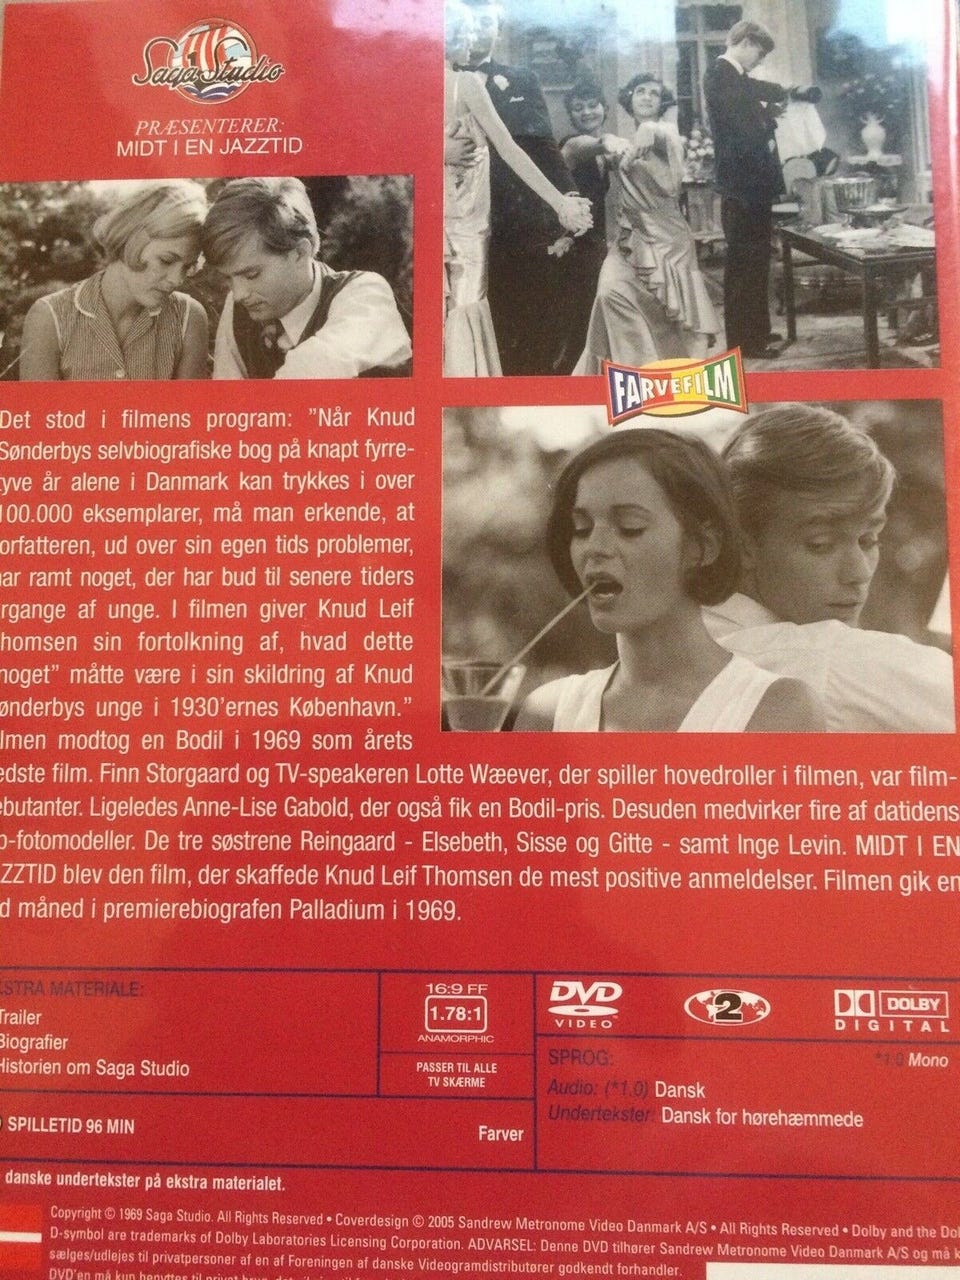 Saga Studio
PRÆSENTERER:
MIDT I EN JAZZTID
FARVEFILM
Det stod i filmens program: ”Når Knud
Sønderbys selvbiografiske bog på knapt fyrre-
tyve år alene i Danmark kan trykkes i over
100.000 eksemplarer, må man erkende, at
orfatteren, ud over sin egen tids problemer,
har ramt noget, der har bud til senere tiders
rgange af unge. I filmen giver Knud Leif
Thomsen sin fortolkning af, hvad dette
noget” måtte være i sin skildring af Knud
ønderbys unge i 1930’ernes København.”
lmen modtog en Bodil i 1969 som årets
edste film. Finn Storgaard og TV-speakeren Lotte Wæever, der spiller hovedroller i filmen, var film-
ebutanter. Ligeledes Anne-Lise Gabold, der også fik en Bodil-pris. Desuden medvirker fire af datidens
p-fotomodeller. De tre søstrene Reingaard - Elsebeth, Sisse og Gitte - samt Inge Levin. MIDT I EN
ZZTID blev den film, der skaffede Knud Leif Thomsen de mest positive anmeldelser. Filmen gik en
d måned i premierebiografen Palladium i 1969.
KSTRA MATERIALE:
Trailer
Biografier
Historien om Saga Studio
16:9 FF
1.78:1
ANAMORPHIC
PASSER TIL ALLE
TV SKÆRME
SPILLETID 96 MIN
Farver
DVD
VIDEO
2
DOLBY
DIGITAL
SPROG:
*1.0 Mono
Audio: (*1.0) Dansk
Undertekster: Dansk for hørehæmmede
danske undertekster på ekstra materialet.
Copyright © 1969 Saga Studio. All Rights Reserved • Coverdesign © 2005 Sandrew Metronome Video Danmark A/S • All Rights Reserved • Dolby and the Dol
D-symbol are trademarks of Dolby Laboratories Licensing Corporation. ADVARSEL: Denne DVD tilhører Sandrew Metronome Video Danmark A/S og må k
sælges/udlejes til privatpersoner af en af Foreningen af danske Videogramdistributører godkendt forhandler.
DVD'en må kun benyttes til privat brug,